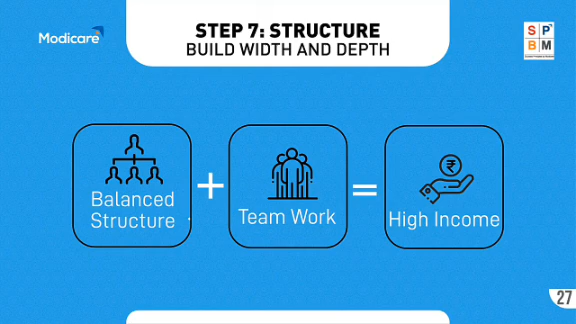 Modicare
STEP 7: STRUCTURE
BUILD WIDTH AND DEPTH
S P
B M
Balanced
Structure
+
Team Work
=
₹
High Income
27